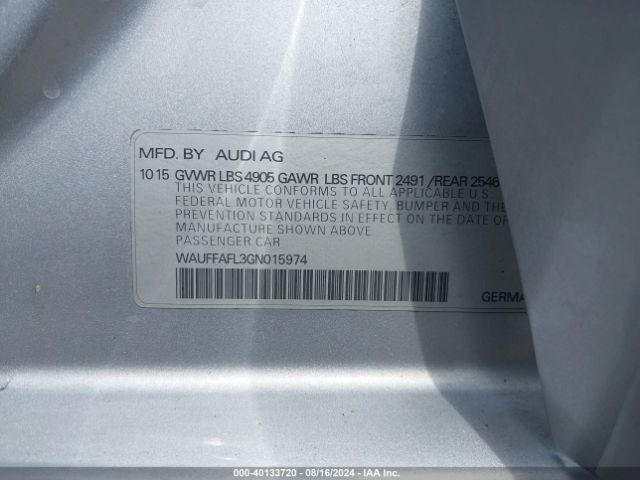 MFD. BY AUDI AG
10 15 GVWR LBS 4905 GAWR LBS FRONT 2491 /REAR 2546
THIS VEHICLE CONFORMS TO ALL APPLICABLE U.S.
FEDERAL MOTOR VEHICLE SAFETY, BUMPER AND THE
PREVENTION STANDARDS IN EFFECT ON THE DATE OF
MANUFACTURE SHOWN ABOVE
PASSENGER CAR
WAUFFAFL3GN015974
GERMA
000-40133720 — 08/16/2024 — IAA Inc.